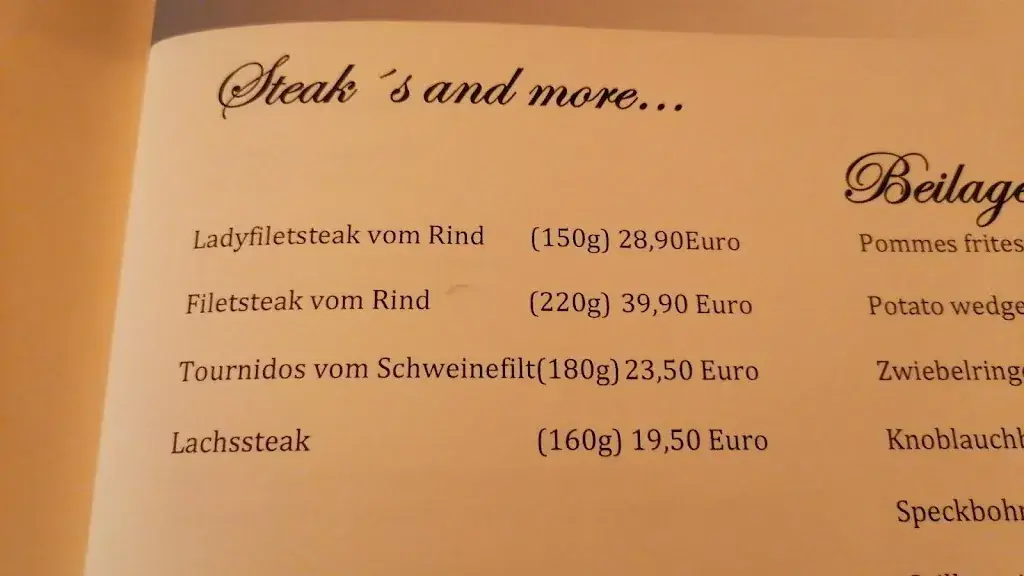 Steak ´s and more...
Ladyfiletsteak vom Rind (150g) 28,90Euro
Filetsteak vom Rind (220g) 39,90 Euro
Tournidos vom Schweinefilt(180g) 23,50 Euro
Lachssteak (160g) 19,50 Euro
Beilage
Pommes frites
Potato wedge
Zwiebelringe